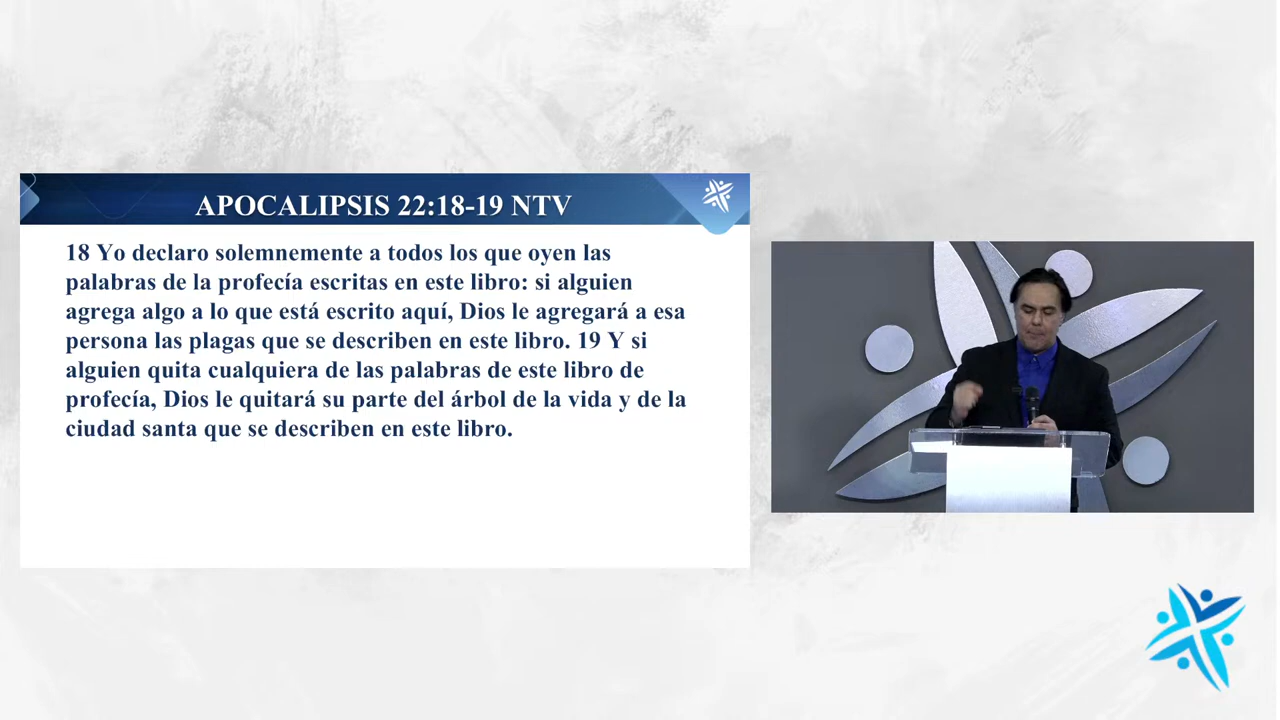 APOCALIPSIS 22:18-19 NTV
18 Yo declaro solemnemente a todos los que oyen las
palabras de la profecía escritas en este libro: si alguien
agrega algo a lo que está escrito aquí, Dios le agregará a esa
persona las plagas que se describen en este libro. 19 Y si
alguien quita cualquiera de las palabras de este libro de
profecía, Dios le quitará su parte del árbol de la vida y de la
ciudad santa que se describen en este libro.